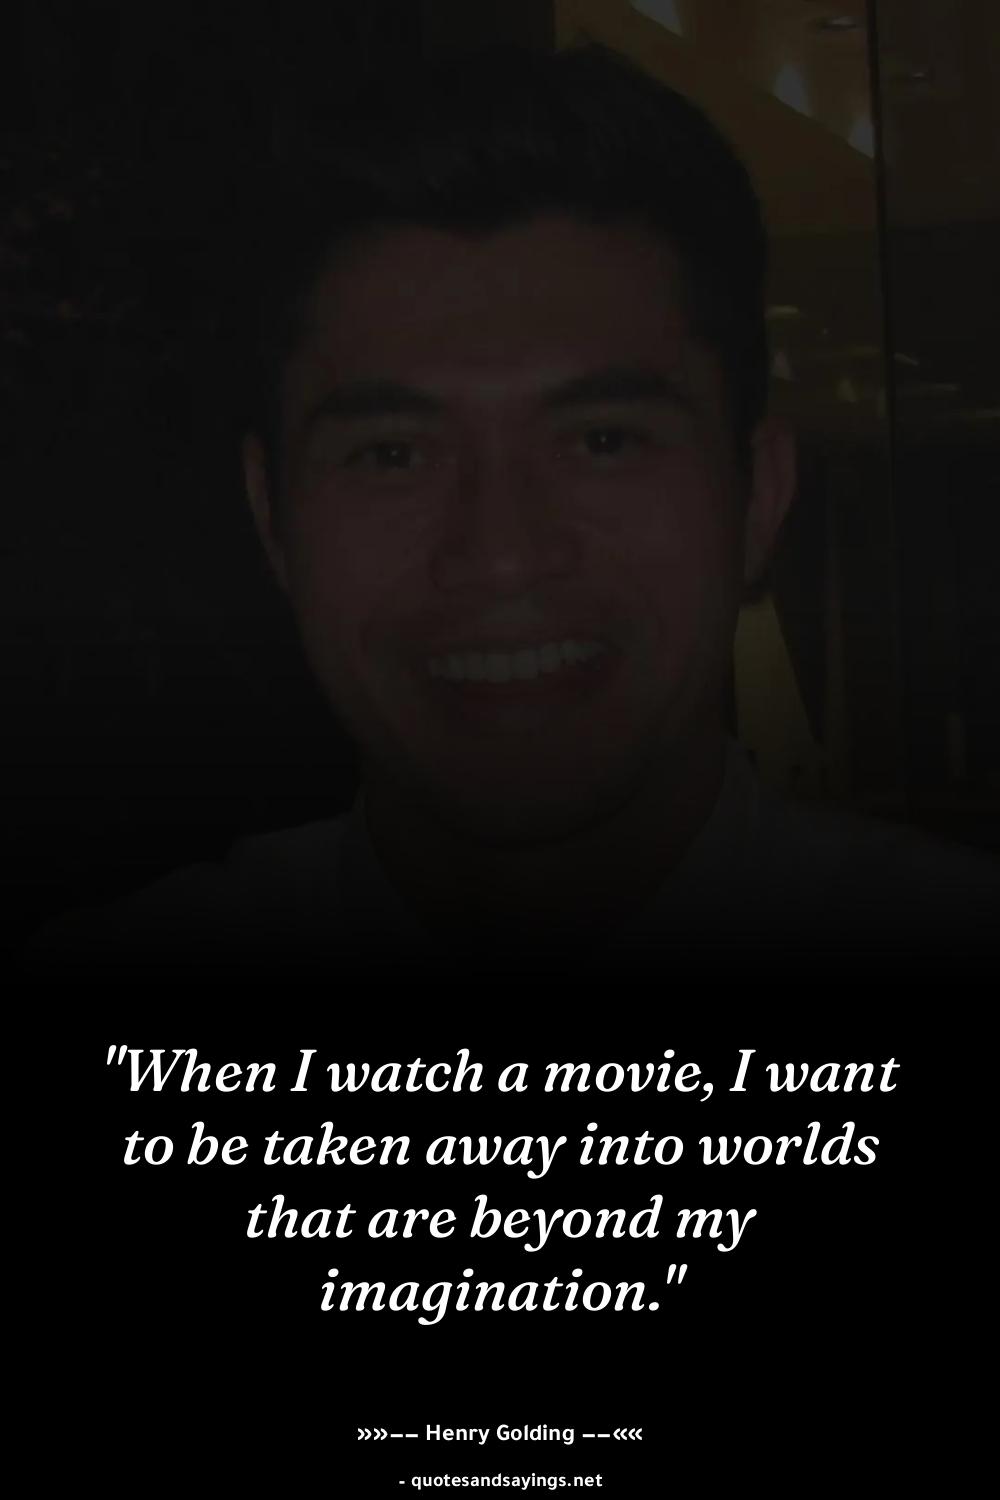 "When I watch a movie, I want
to be taken away into worlds
that are beyond my
imagination."
»»–– Henry Golding ––««
- quotesandsayings.net